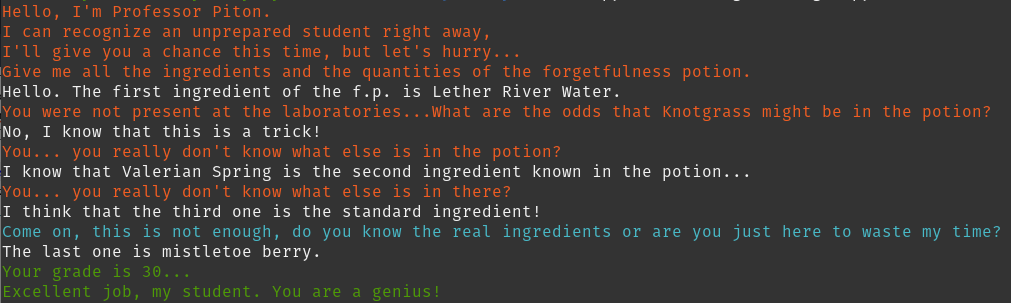 Hello, I'm Professor Piton.
I can recognize an unprepared student right away,
I'll give you a chance this time, but let's hurry...
Give me all the ingredients and the quantities of the forgetfulness potion.
Hello. The first ingredient of the f.p. is Lether River Water.
You were not present at the laboratories...What are the odds that Knotgrass might be in the potion?
No, I know that this is a trick!
You... you really don't know what else is in the potion?
I know that Valerian Spring is the second ingredient known in the potion...
You... you really don't know what else is in there?
I think that the third one is the standard ingredient!
Come on, this is not enough, do you know the real ingredients or are you just here to waste my time?
The last one is mistletoe berry.
Your grade is 30...
Excellent job, my student. You are a genius!